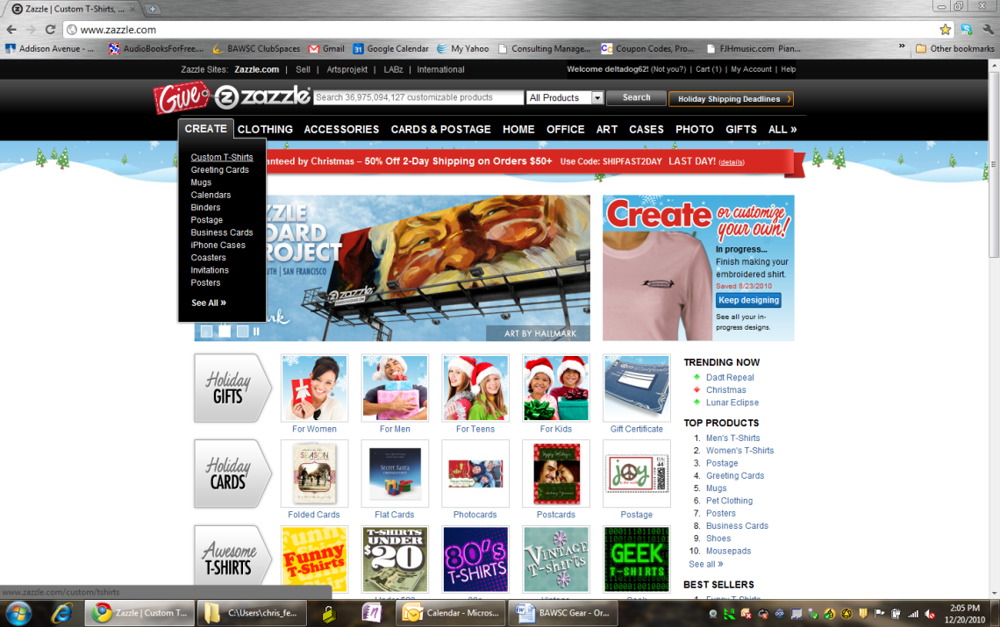 Zazzle | Custom T-Shirts, ...
www.zazzle.com
Addison Avenue - ... AudioBooksForFree.... BAWSC ClubSpaces Gmail Google Calendar My Yahoo Consulting Manage... Coupon Codes, Pro... FJHmusic.com Pian... » Other bookmarks
Zazzle Sites: Zazzle.com | Sell | Artsprojekt | LABz | International Welcome deltadog62! (Not you?) | Cart (1) | My Account | Help
Give zazzle Search 36,975,094,127 customizable products All Products Search Holiday Shipping Deadlines
CREATE CLOTHING ACCESSORIES CARDS & POSTAGE HOME OFFICE ART CASES PHOTO GIFTS ALL »
Custom T-Shirts
Greeting Cards
Mugs
Calendars
Binders
Postage
Business Cards
iPhone Cases
Coasters
Invitations
Posters
See All »
anteed by Christmas – 50% Off 2-Day Shipping on Orders $50+ Use Code: SHIPFAST2DAY LAST DAY! (details)
ZZLE
OARD
ROJECT
UTH | SAN FRANCISCO
zazzle
ART BY HALLMARK
Create or customize
your own!
In progress...
Finish making your
embroidered shirt.
Saved 8/23/2010
Keep designing
See all your in-
progress designs.
Holiday
GIFTS
For Women For Men For Teens For Kids Gift Certificate
Holiday
CARDS
SEASON
Secret Santa
joy
44
Folded Cards Flat Cards Photocards Postcards Postage
Awesome
T-SHIRTS
Funny
T-Shirts
T-SHIRTS
UNDER
$20
80's
T-SHIRTS
VINTAGE
T-shirts
GEEK
T-SHIRTS
TRENDING NOW
Dadt Repeal
Christmas
Lunar Eclipse
TOP PRODUCTS
1. Men's T-Shirts
2. Women's T-Shirts
3. Postage
4. Greeting Cards
5. Mugs
6. Pet Clothing
7. Posters
8. Business Cards
9. Shoes
10. Mousepads
See all »
BEST SELLERS
www.zazzle.com/custom/tshirts
Zazzle | Custom T... C:\Users\chris_fe... Calendar - Micros... BAWSC Gear - Or...
2:05 PM
12/20/2010